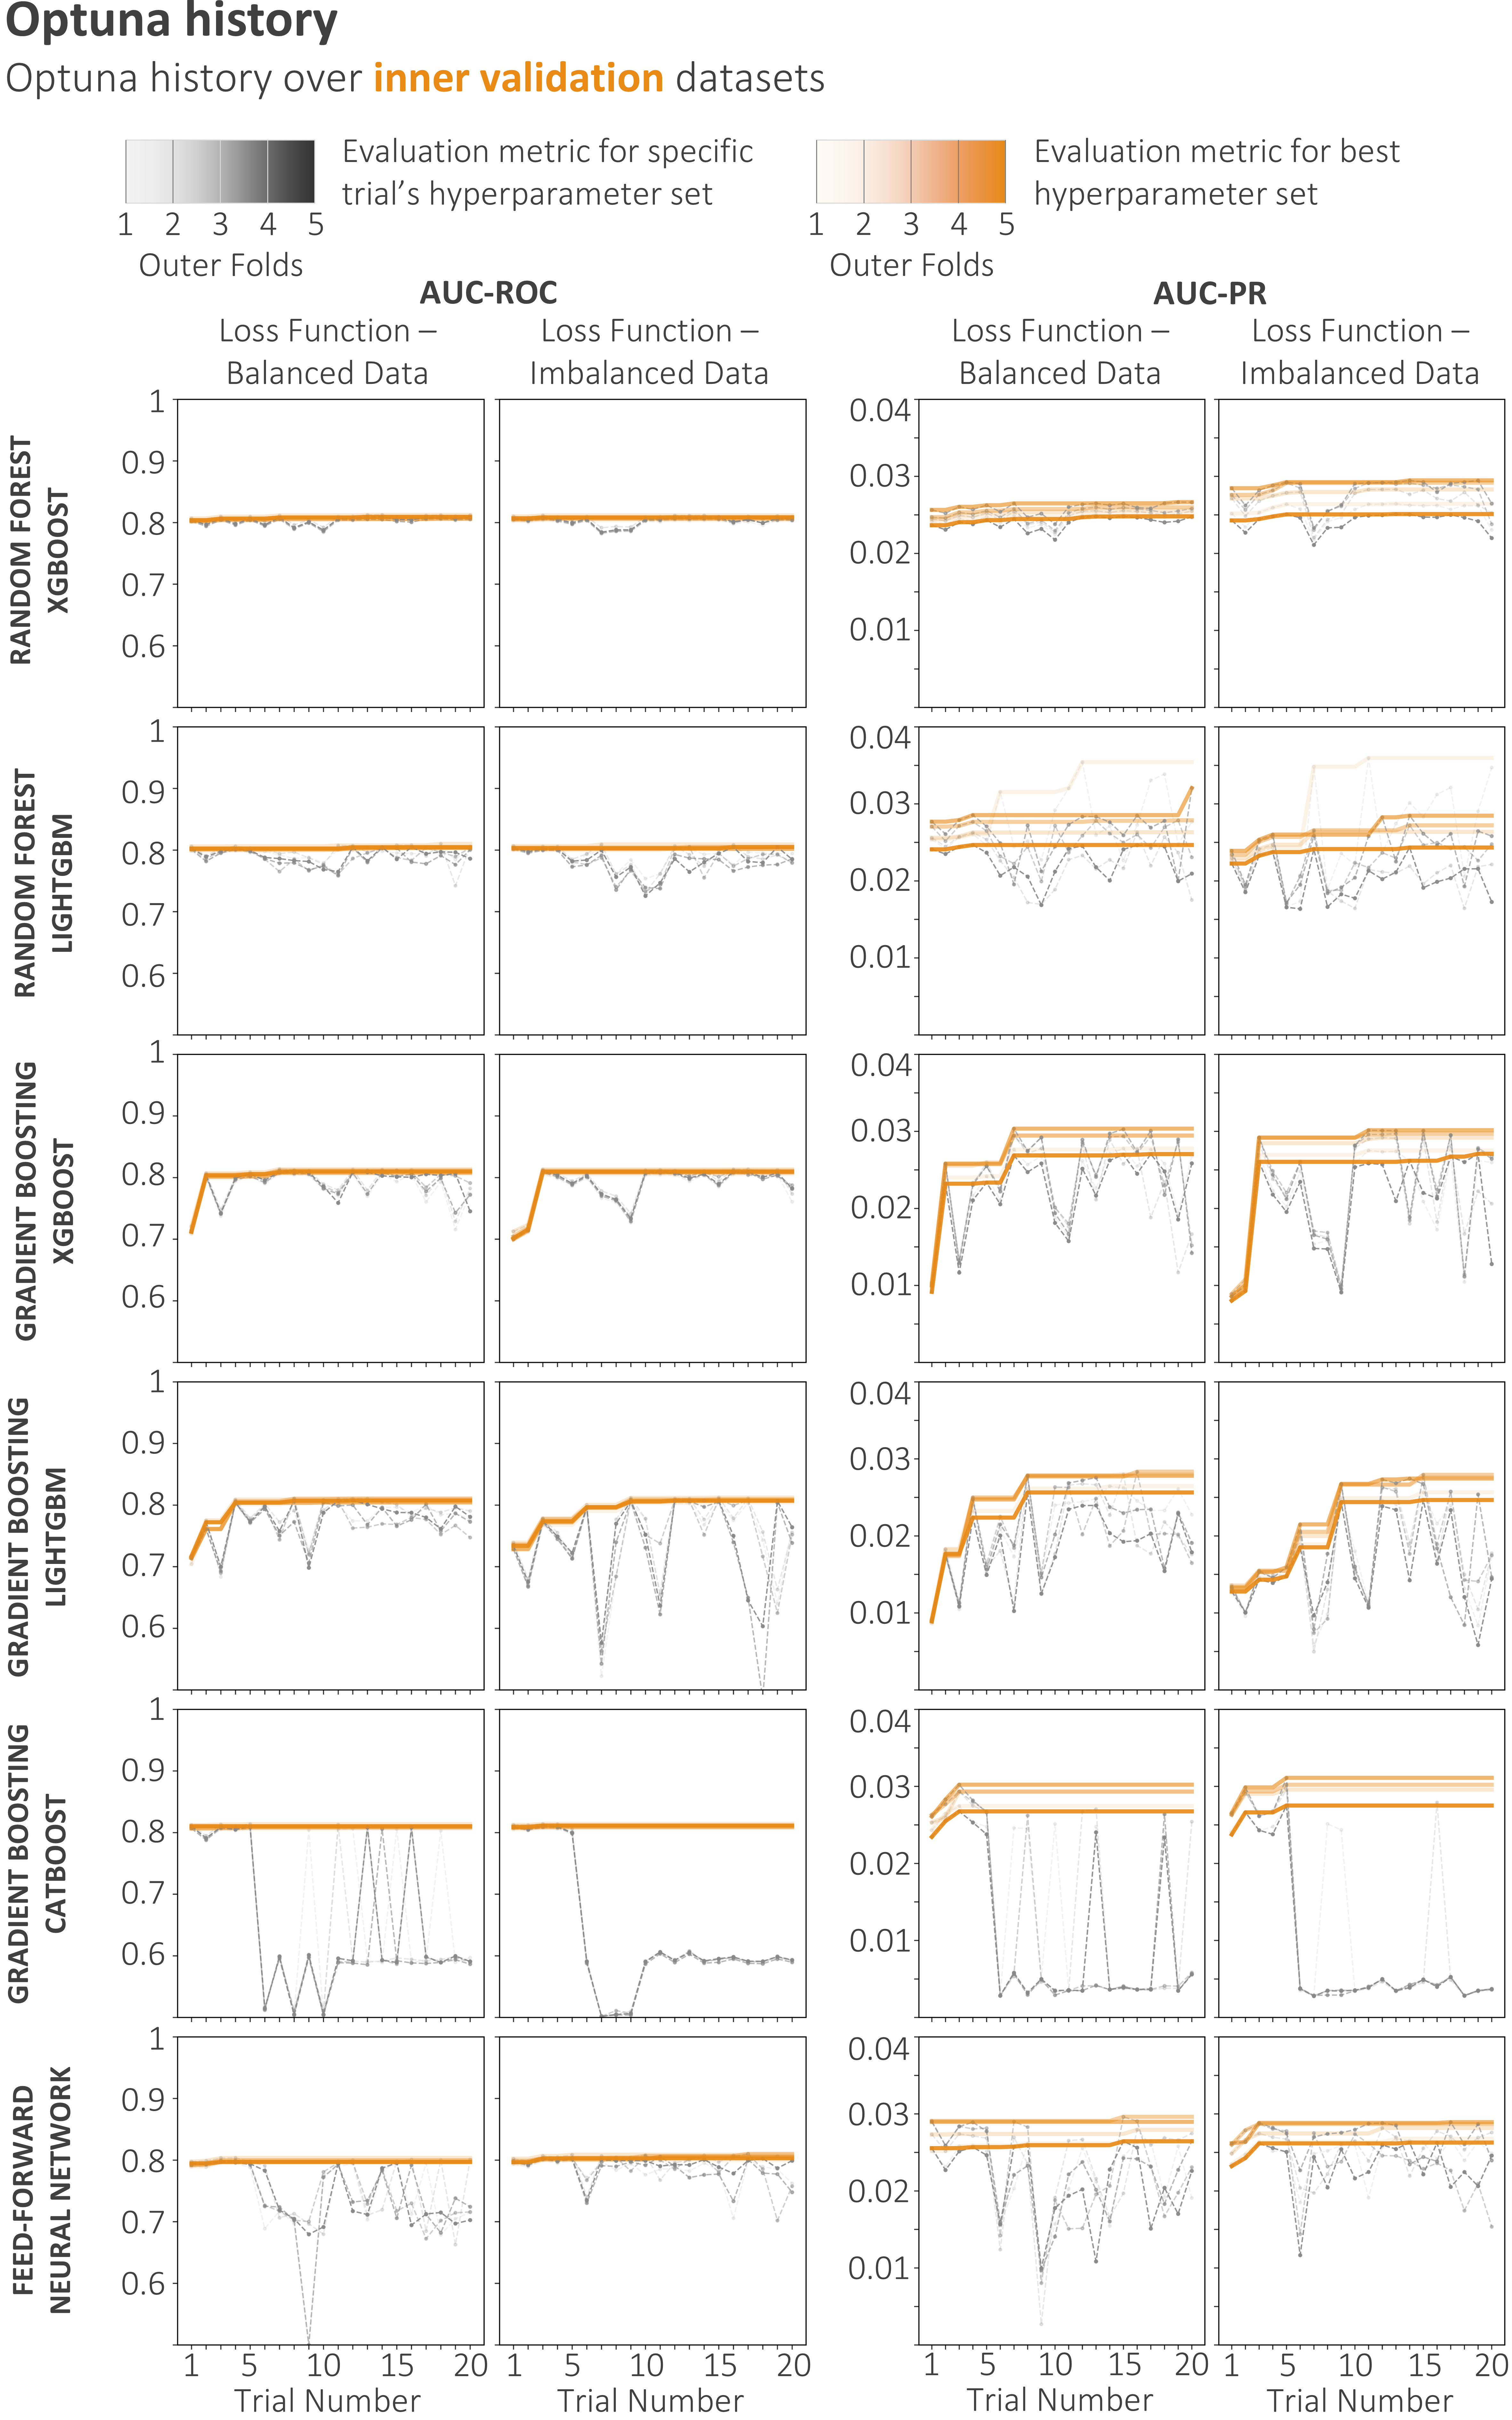 Optuna history
Optuna history over inner validation datasets
Evaluation metric for specific
trial's hyperparameter set
1 2 3 4 5
Outer Folds
Evaluation metric for best
hyperparameter set
1 2 3 4 5
Outer Folds
AUC-ROC
AUC-PR
Loss Function –
Balanced Data
Loss Function –
Imbalanced Data
Loss Function –
Balanced Data
Loss Function –
Imbalanced Data
RANDOM FOREST
XGBOOST
1
0.9
0.8
0.7
0.6
0.04
0.03
0.02
0.01
RANDOM FOREST
LIGHTGBM
1
0.9
0.8
0.7
0.6
0.04
0.03
0.02
0.01
GRADIENT BOOSTING
XGBOOST
1
0.9
0.8
0.7
0.6
0.04
0.03
0.02
0.01
GRADIENT BOOSTING
LIGHTGBM
1
0.9
0.8
0.7
0.6
0.04
0.03
0.02
0.01
GRADIENT BOOSTING
CATBOOST
1
0.9
0.8
0.7
0.6
0.04
0.03
0.02
0.01
FEED-FORWARD
NEURAL NETWORK
1
0.9
0.8
0.7
0.6
0.04
0.03
0.02
0.01
1 5 10 15 20
Trial Number
1 5 10 15 20
Trial Number
1 5 10 15 20
Trial Number
1 5 10 15 20
Trial Number